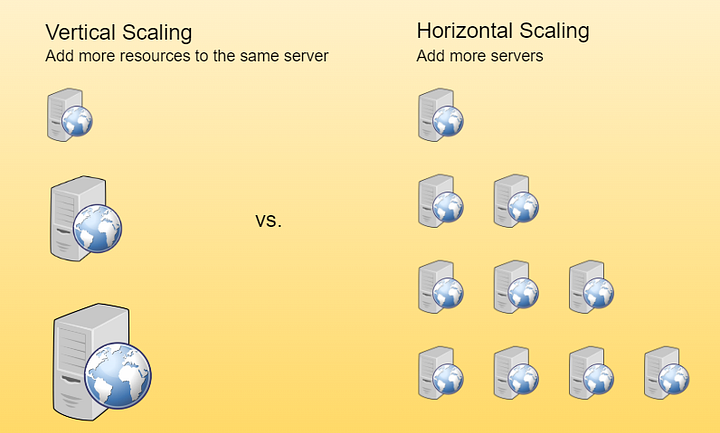 Vertical Scaling
Add more resources to the same server
vs.
Horizontal Scaling
Add more servers